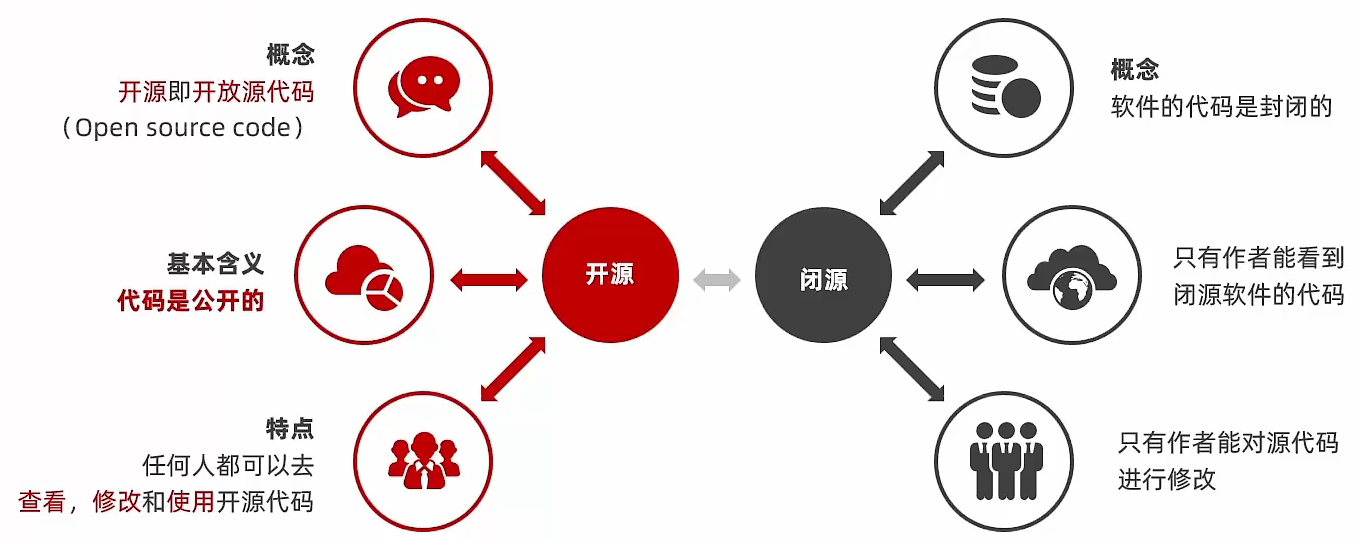 概念
开源即开放源代码
（Open source code）
基本含义
代码是公开的
特点
任何人都可以去
查看，修改和使用开源代码
开源
闭源
概念
软件的代码是封闭的
只有作者能看到
闭源软件的代码
只有作者能对源代码
进行修改